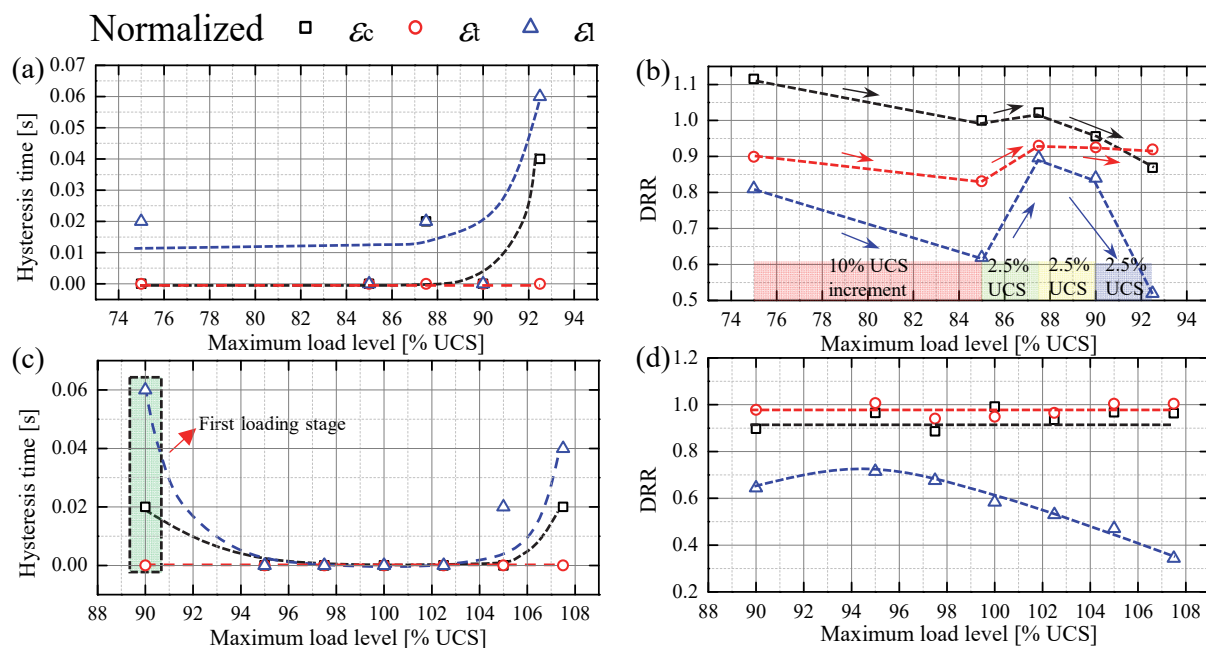 Normalized εc εt εl
(a)
0.07
0.06
0.05
0.04
0.03
0.02
0.01
0.00
Hysteresis time [s]
74 76 78 80 82 84 86 88 90 92 94
Maximum load level [% UCS]
(b)
1.1
1.0
0.9
0.8
0.7
0.6
0.5
DRR
10% UCS
increment
2.5%
UCS
2.5%
UCS
2.5%
UCS
74 76 78 80 82 84 86 88 90 92 94
Maximum load level [% UCS]
(c)
0.06
0.04
0.02
0.00
Hysteresis time [s]
First loading stage
88 90 92 94 96 98 100 102 104 106 108
Maximum load level [% UCS]
(d)
1.2
1.0
0.8
0.6
0.4
0.2
DRR
88 90 92 94 96 98 100 102 104 106 108
Maximum load level [% UCS]